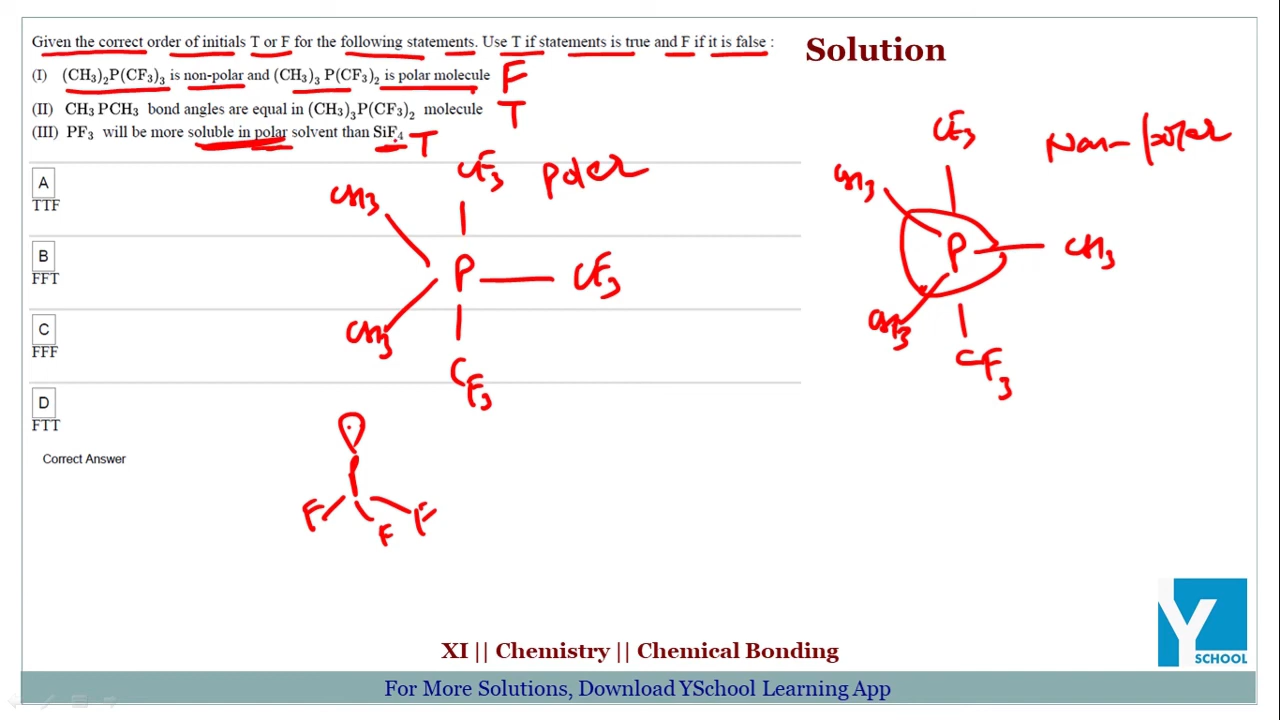 Given the correct order of initials T or F for the following statements. Use T if statements is true and F if it is false :
Solution
(I) (CH3)₂P(CF₃)₃ is non-polar and (CH3)₃ P(CF₃)₂ is polar molecule F
(II) CH3 PCH3 bond angles are equal in (CH3)₃P(CF₃)₂ molecule T
(III) PF₃ will be more soluble in polar solvent than SiF₄ T
A
TTF
B
FFT
C
FFF
D
FTT
Correct Answer
CF3 Polar
CH3
P CF3
CH3
CF3
CF3 Non-polar
CH3
P CH3
CH3
CF3
F F F
XI || Chemistry || Chemical Bonding
Y
SCHOOL
For More Solutions, Download YSchool Learning App